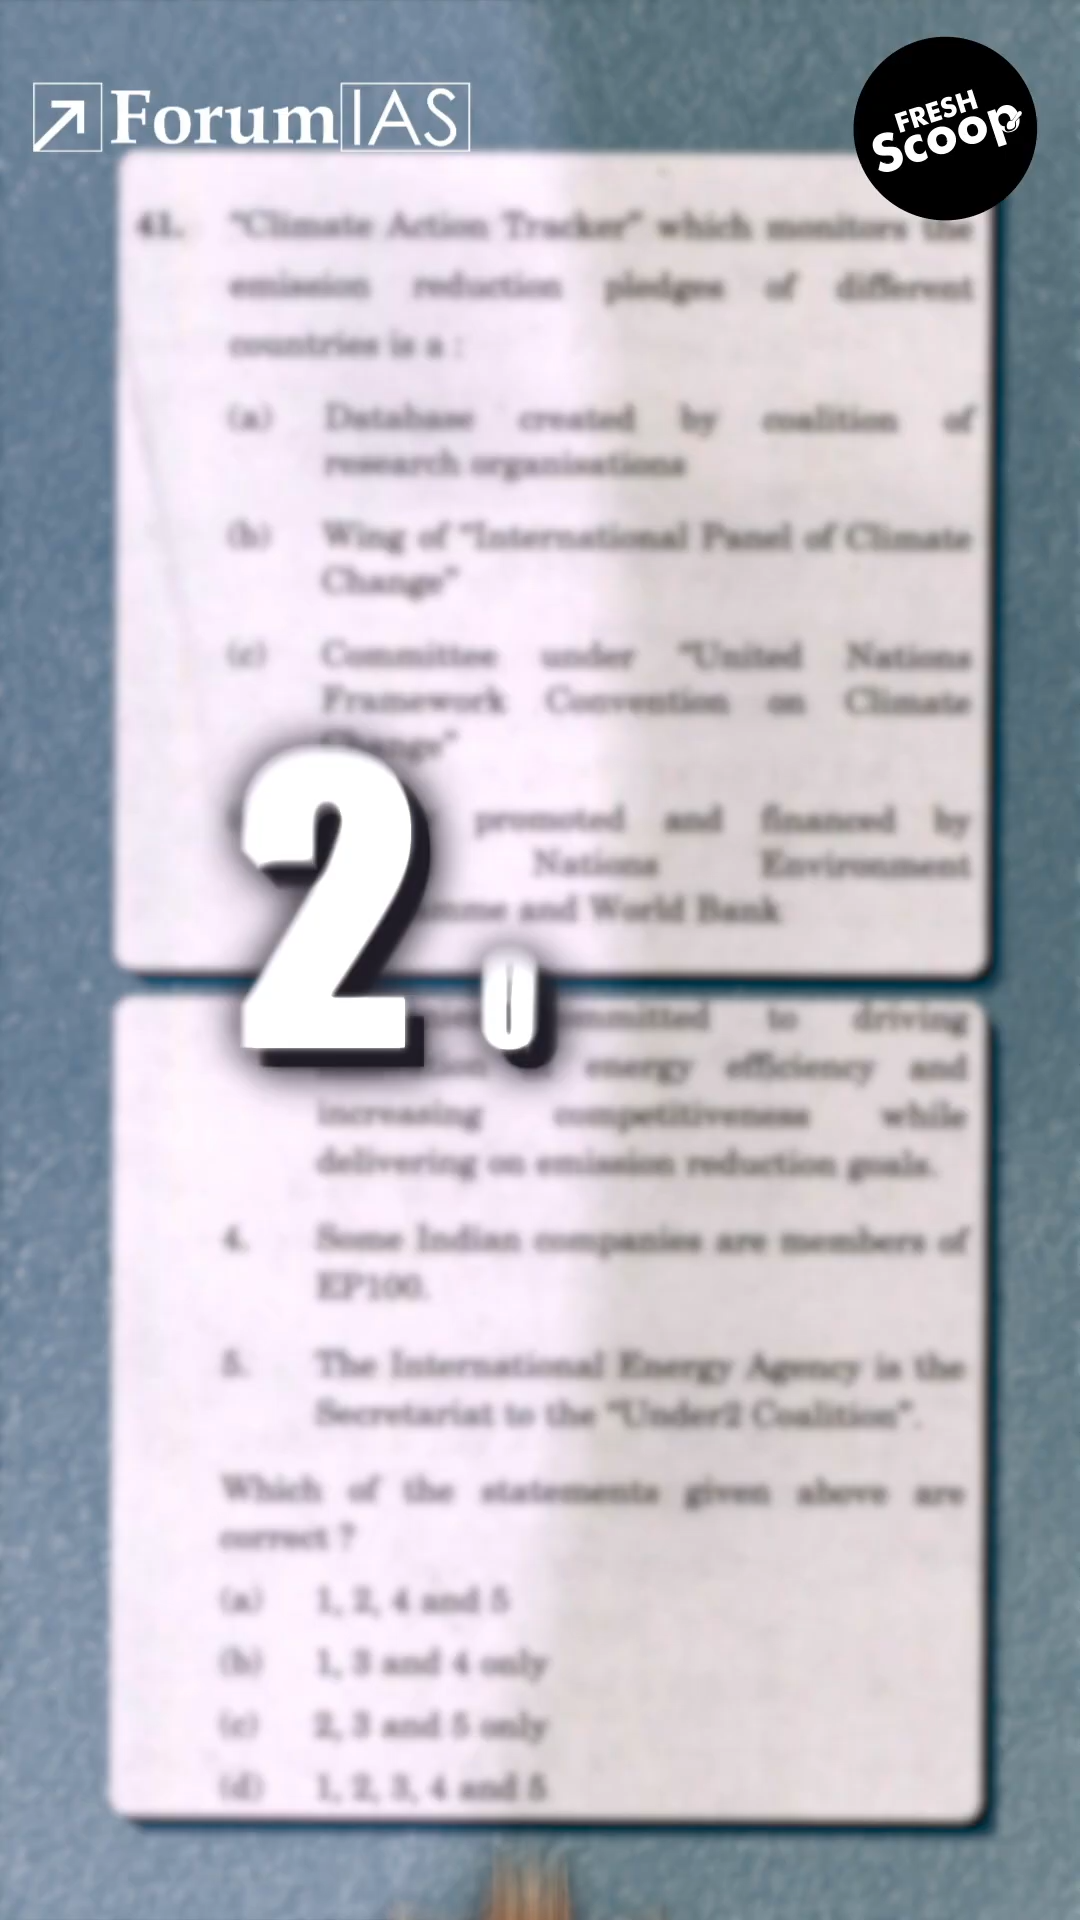 ForumIAS
FRESH
Scoop
41. "Climate Action Tracker" which monitors the
emission reduction pledges of different
countries is a :
(a) Database created by coalition of
research organisations
(b) Wing of "International Panel of Climate
Change"
(c) Committee under "United Nations
Framework Convention on Climate
Change"
promoted and financed by
Nations Environment
and World Bank
2.0
to driving
energy efficiency and
increasing competitiveness while
delivering on emission reduction goals.
4. Some Indian companies are members of
EP100.
5. The International Energy Agency is the
Secretariat to the "Under2 Coalition".
Which of the statements given above are
correct ?
(a) 1, 2, 4 and 5
(b) 1, 3 and 4 only
(c) 2, 3 and 5 only
(d) 1, 2, 3, 4 and 5